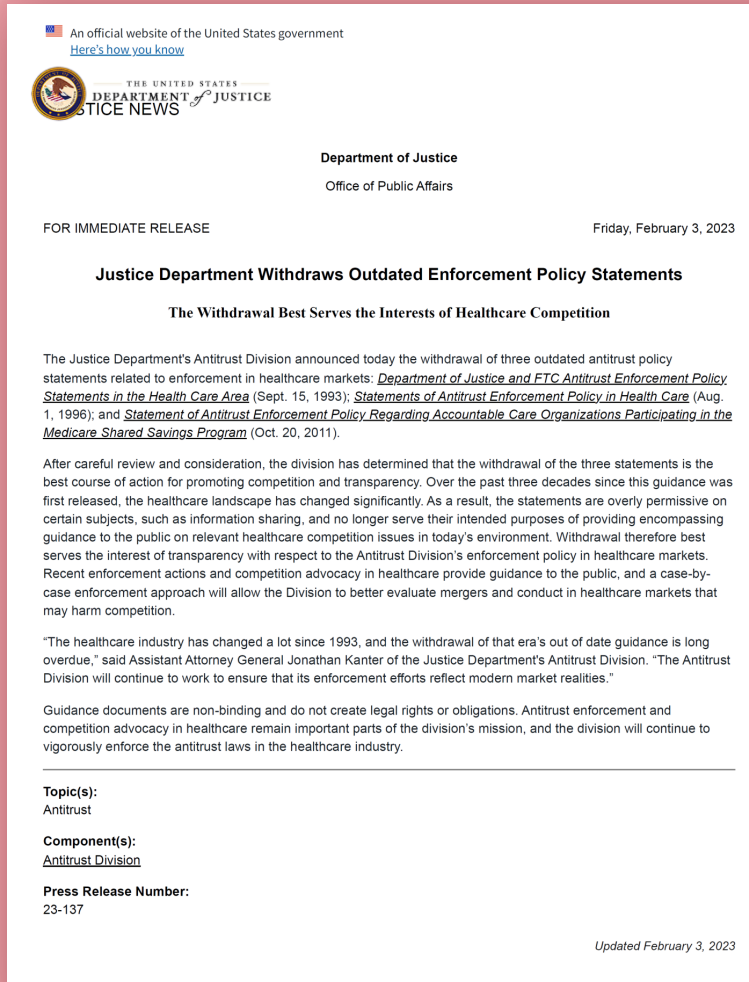 An official website of the United States government
Here's how you know
THE UNITED STATES
DEPARTMENT of JUSTICE
STICE NEWS
Department of Justice
Office of Public Affairs
FOR IMMEDIATE RELEASE Friday, February 3, 2023
Justice Department Withdraws Outdated Enforcement Policy Statements
The Withdrawal Best Serves the Interests of Healthcare Competition
The Justice Department's Antitrust Division announced today the withdrawal of three outdated antitrust policy
statements related to enforcement in healthcare markets: Department of Justice and FTC Antitrust Enforcement Policy
Statements in the Health Care Area (Sept. 15, 1993); Statements of Antitrust Enforcement Policy in Health Care (Aug.
1, 1996); and Statement of Antitrust Enforcement Policy Regarding Accountable Care Organizations Participating in the
Medicare Shared Savings Program (Oct. 20, 2011).
After careful review and consideration, the division has determined that the withdrawal of the three statements is the
best course of action for promoting competition and transparency. Over the past three decades since this guidance was
first released, the healthcare landscape has changed significantly. As a result, the statements are overly permissive on
certain subjects, such as information sharing, and no longer serve their intended purposes of providing encompassing
guidance to the public on relevant healthcare competition issues in today's environment. Withdrawal therefore best
serves the interest of transparency with respect to the Antitrust Division's enforcement policy in healthcare markets.
Recent enforcement actions and competition advocacy in healthcare provide guidance to the public, and a case-by-
case enforcement approach will allow the Division to better evaluate mergers and conduct in healthcare markets that
may harm competition.
“The healthcare industry has changed a lot since 1993, and the withdrawal of that era's out of date guidance is long
overdue,” said Assistant Attorney General Jonathan Kanter of the Justice Department's Antitrust Division. “The Antitrust
Division will continue to work to ensure that its enforcement efforts reflect modern market realities.”
Guidance documents are non-binding and do not create legal rights or obligations. Antitrust enforcement and
competition advocacy in healthcare remain important parts of the division's mission, and the division will continue to
vigorously enforce the antitrust laws in the healthcare industry.
Topic(s):
Antitrust
Component(s):
Antitrust Division
Press Release Number:
23-137
Updated February 3, 2023